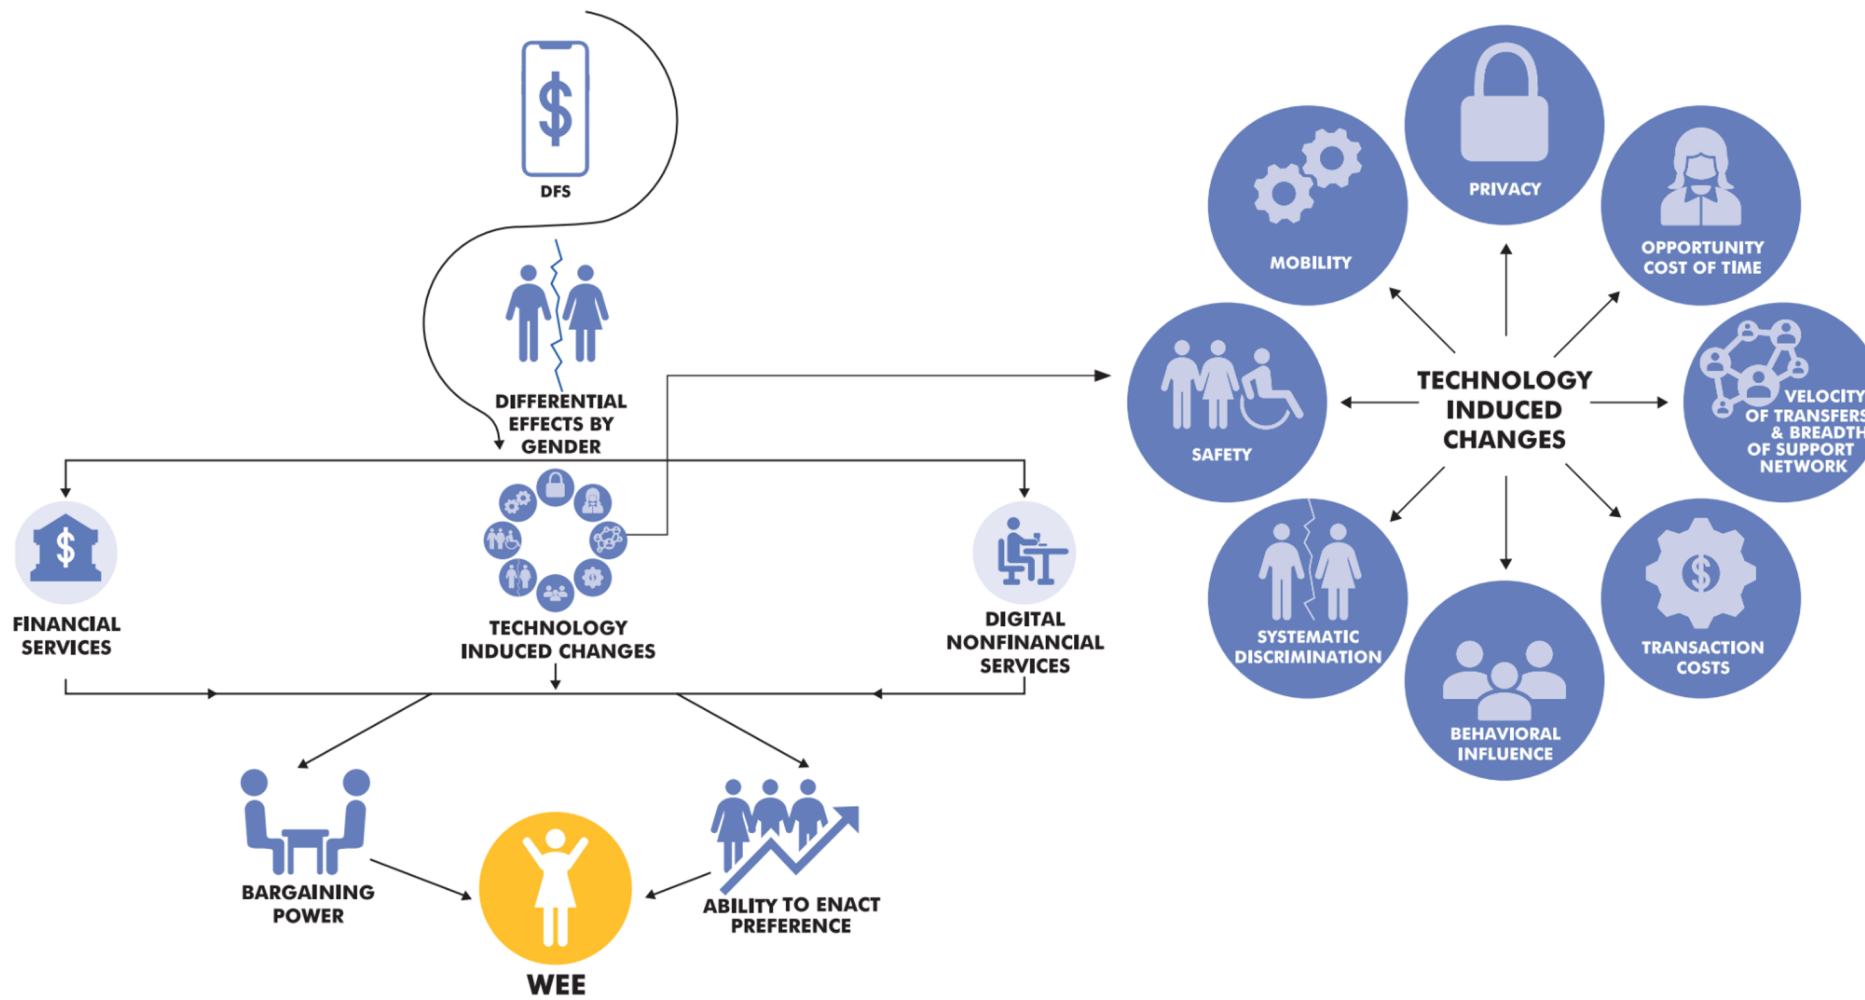 DFS
DIFFERENTIAL
EFFECTS BY
GENDER
FINANCIAL
SERVICES
TECHNOLOGY
INDUCED CHANGES
DIGITAL
NONFINANCIAL
SERVICES
BARGAINING
POWER
ABILITY TO ENACT
PREFERENCE
WEE
PRIVACY
MOBILITY
OPPORTUNITY
COST OF TIME
SAFETY
TECHNOLOGY
INDUCED
CHANGES
VELOCITY
OF TRANSFERS
& BREADTH
OF SUPPORT
NETWORK
SYSTEMATIC
DISCRIMINATION
TRANSACTION
COSTS
BEHAVIORAL
INFLUENCE